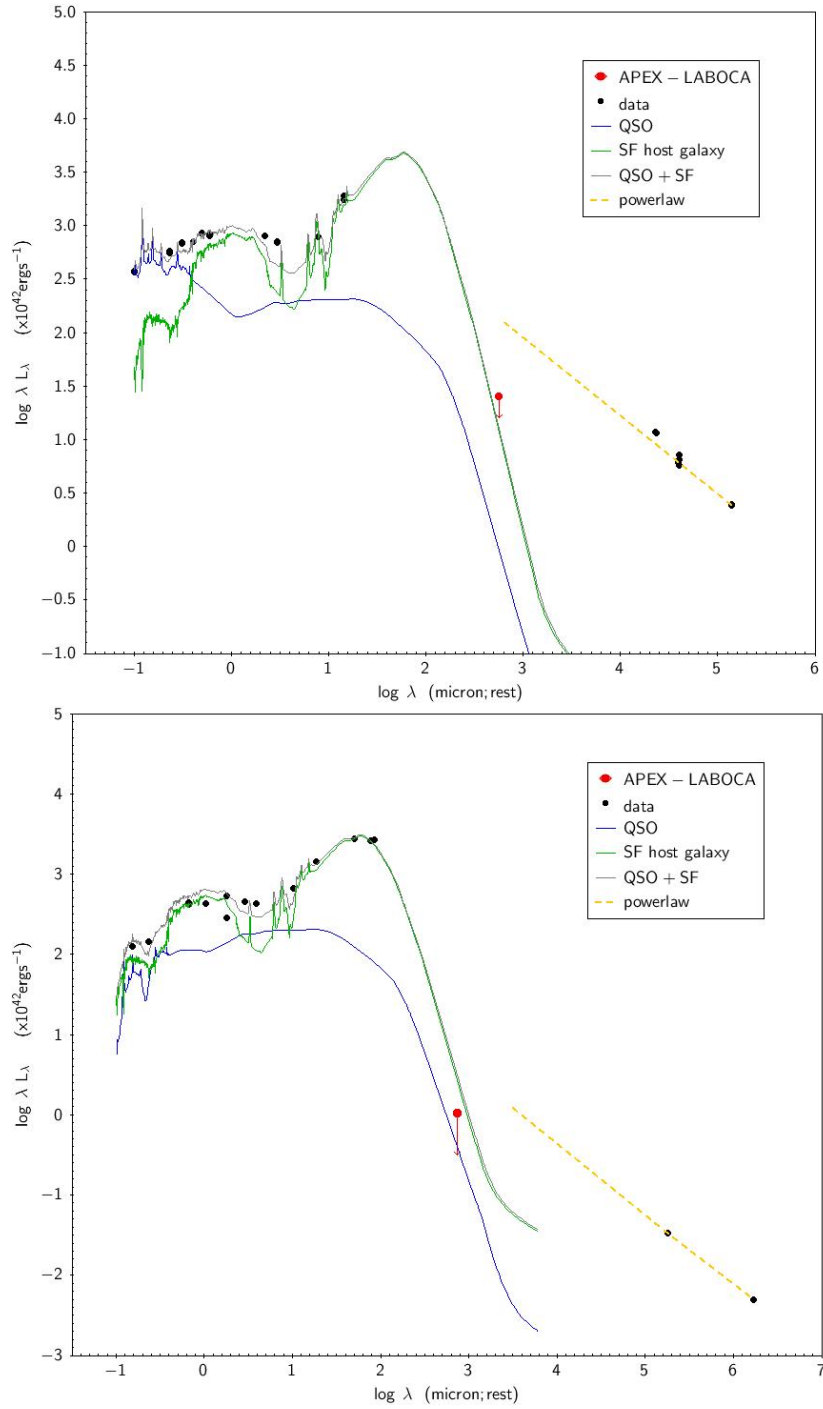 5.0
4.5
4.0
3.5
3.0
2.5
2.0
1.5
1.0
0.5
0
−0.5
−1.0
log λ L_λ (x10^42 ergs^−1)
APEX − LABOCA
data
QSO
SF host galaxy
QSO + SF
powerlaw
−1 0 1 2 3 4 5 6
log λ (micron; rest)
5
4
3
2
1
0
−1
−2
−3
log λ L_λ (x10^42 ergs^−1)
APEX − LABOCA
data
QSO
SF host galaxy
QSO + SF
powerlaw
−1 0 1 2 3 4 5 6 7
log λ (micron; rest)